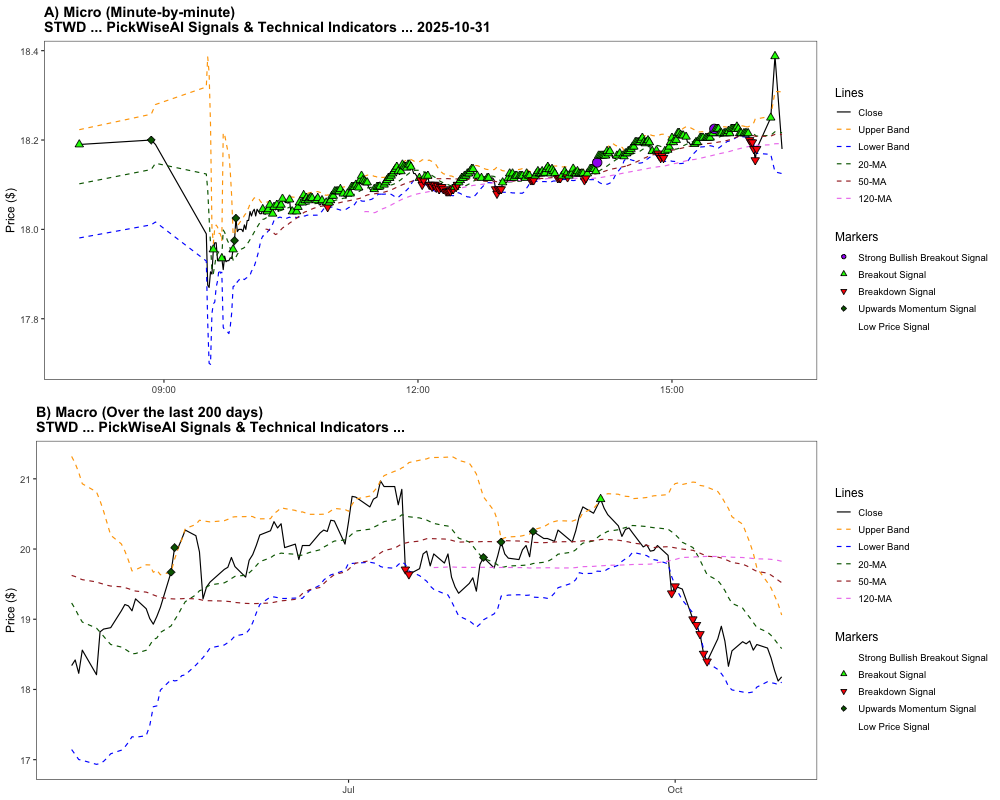 A) Micro (Minute-by-minute)
STWD ... PickWiseAI Signals & Technical Indicators ... 2025-10-31
18.4
18.2
18.0
17.8
Price ($)
09:00
12:00
15:00
Lines
Close
Upper Band
Lower Band
20-MA
50-MA
120-MA
Markers
Strong Bullish Breakout Signal
Breakout Signal
Breakdown Signal
Upwards Momentum Signal
Low Price Signal
B) Macro (Over the last 200 days)
STWD ... PickWiseAI Signals & Technical Indicators ...
21
20
19
18
17
Price ($)
Jul
Oct
Lines
Close
Upper Band
Lower Band
20-MA
50-MA
120-MA
Markers
Strong Bullish Breakout Signal
Breakout Signal
Breakdown Signal
Upwards Momentum Signal
Low Price Signal